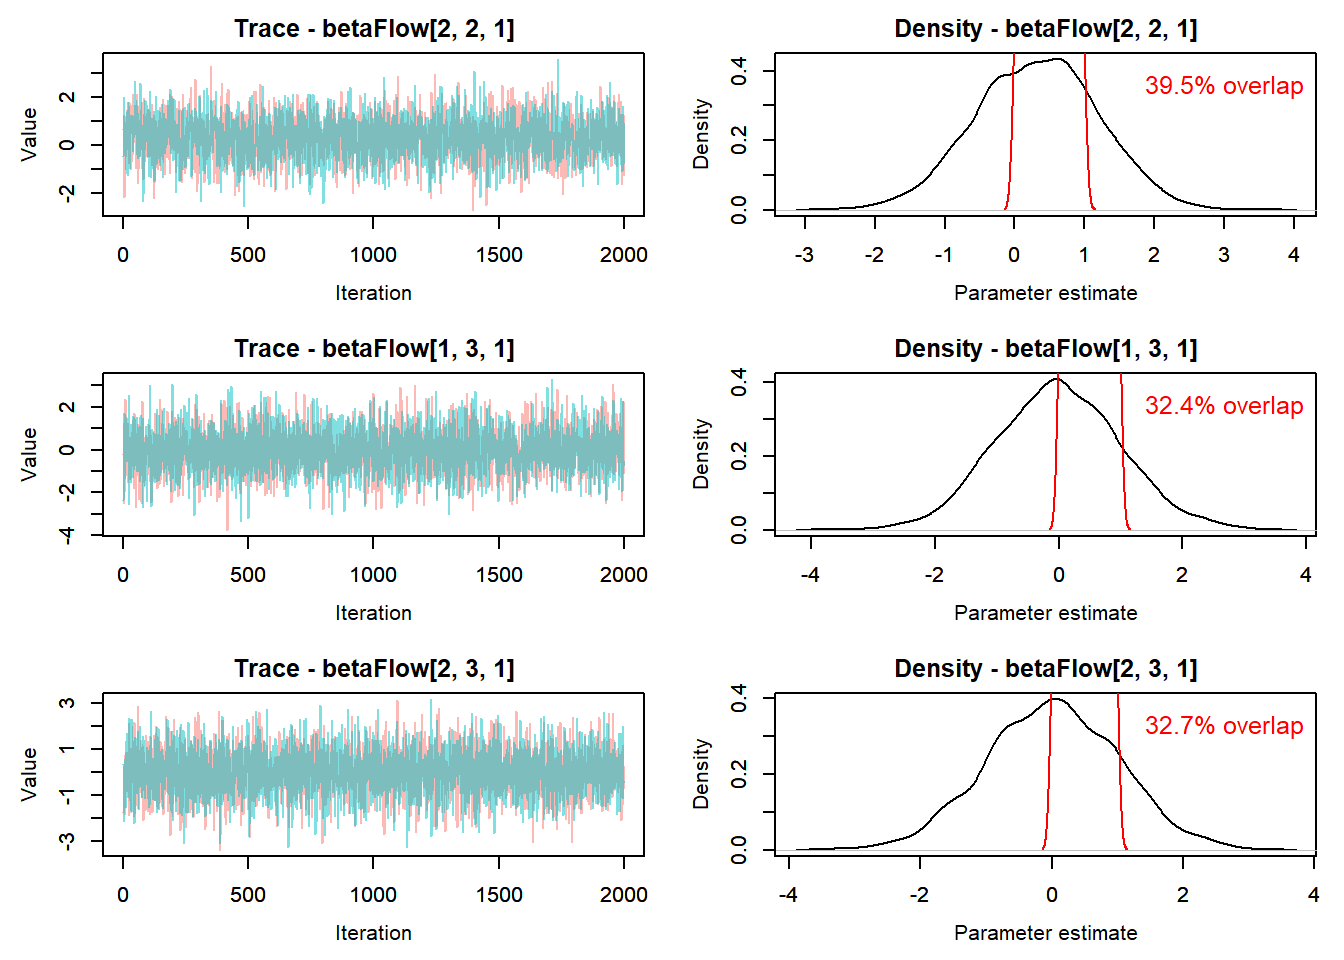 Trace - betaFlow[2, 2, 1]
Value
2
0
-2
0 500 1000 1500 2000
Iteration
Density - betaFlow[2, 2, 1]
39.5% overlap
Density
0.4
0.2
0.0
-3 -2 -1 0 1 2 3 4
Parameter estimate
Trace - betaFlow[1, 3, 1]
Value
2
0
-2
-4
0 500 1000 1500 2000
Iteration
Density - betaFlow[1, 3, 1]
32.4% overlap
Density
0.4
0.2
0.0
-4 -2 0 2 4
Parameter estimate
Trace - betaFlow[2, 3, 1]
Value
3
1
-1
-3
0 500 1000 1500 2000
Iteration
Density - betaFlow[2, 3, 1]
32.7% overlap
Density
0.4
0.2
0.0
-4 -2 0 2 4
Parameter estimate